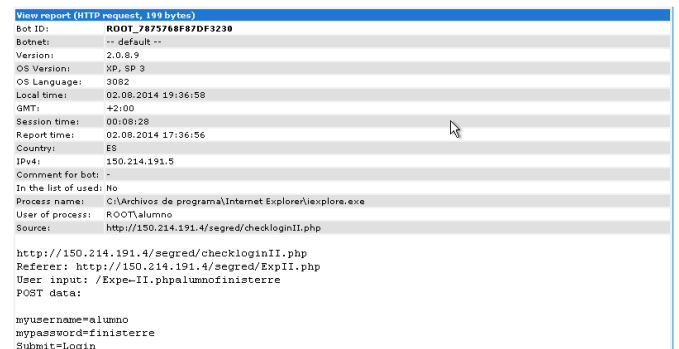 View report (HTTP request, 199 bytes)
Bot ID: ROOT_7875768F87DF3230
Botnet: -- default --
Version: 2.0.8.9
OS Version: XP, SP 3
OS Language: 3082
Local time: 02.08.2014 19:36:58
GMT: +2:00
Session time: 00:08:28
Report time: 02.08.2014 17:36:56
Country: ES
IPv4: 150.214.191.5
Comment for bot: -
In the list of used: No
Process name: C:\Archivos de programa\Internet Explorer\iexplore.exe
User of process: ROOT\alumno
Source: http://150.214.191.4/segred/checkloginII.php
http://150.214.191.4/segred/checkloginII.php
Referer: http://150.214.191.4/segred/ExpII.php
User input: /Expe←II.phpalumnofinisterre
POST data:
myusername=alumno
mypassword=finisterre
Submit=Login